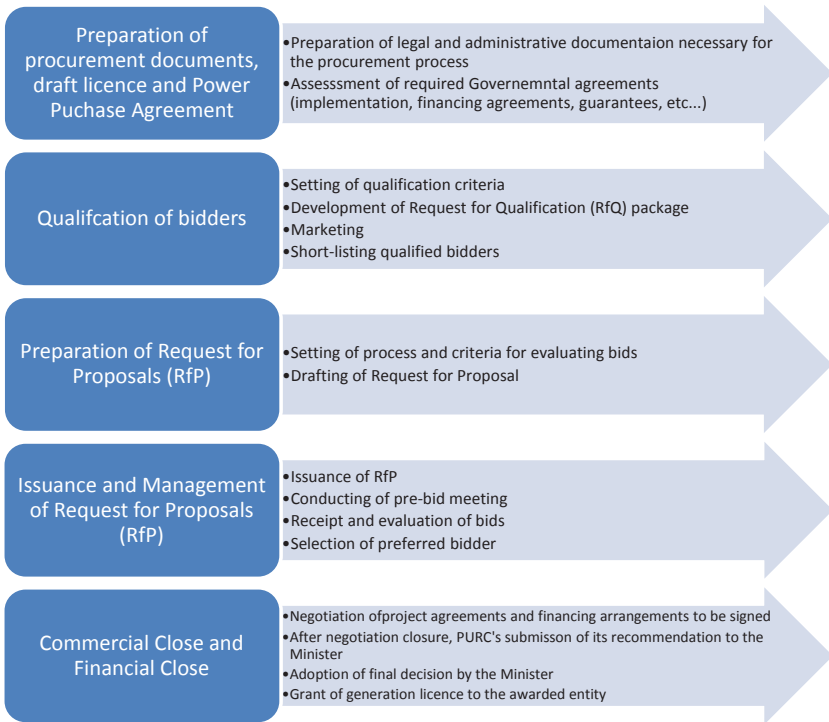 Preparation of
procurement documents,
draft licence and Power
Puchase Agreement
•Preparation of legal and administrative documentaion necessary for
the procurement process
•Assesssment of required Governemntal agreements
(implementation, financing agreements, guarantees, etc...)
Qualifcation of bidders
•Setting of qualification criteria
•Development of Request for Qualification (RfQ) package
•Marketing
•Short-listing qualified bidders
Preparation of Request for
Proposals (RfP)
•Setting of process and criteria for evaluating bids
•Drafting of Request for Proposal
Issuance and Management
of Request for Proposals
(RfP)
•Issuance of RfP
•Conducting of pre-bid meeting
•Receipt and evaluation of bids
•Selection of preferred bidder
Commercial Close and
Financial Close
•Negotiation ofproject agreements and financing arrangements to be signed
•After negotiation closure, PURC's submisson of its recommendation to the
Minister
•Adoption of final decision by the Minister
•Grant of generation licence to the awarded entity